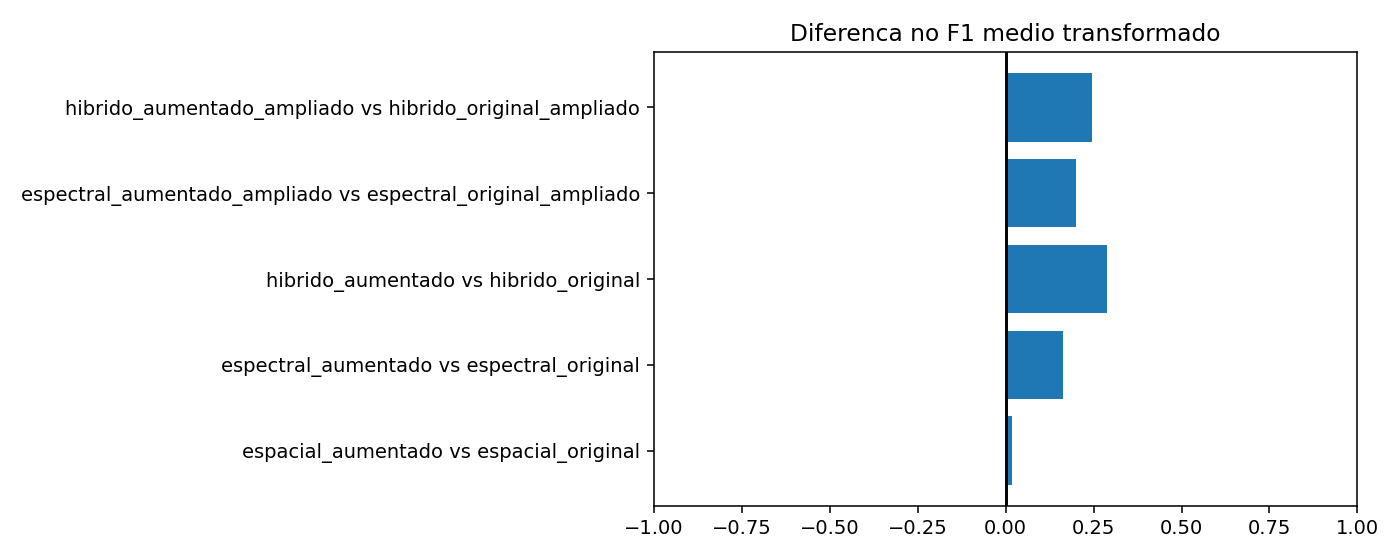 Diferenca no F1 medio transformado
hibrido_aumentado_ampliado vs hibrido_original_ampliado
espectral_aumentado_ampliado vs espectral_original_ampliado
hibrido_aumentado vs hibrido_original
espectral_aumentado vs espectral_original
espacial_aumentado vs espacial_original
−1.00 −0.75 −0.50 −0.25 0.00 0.25 0.50 0.75 1.00